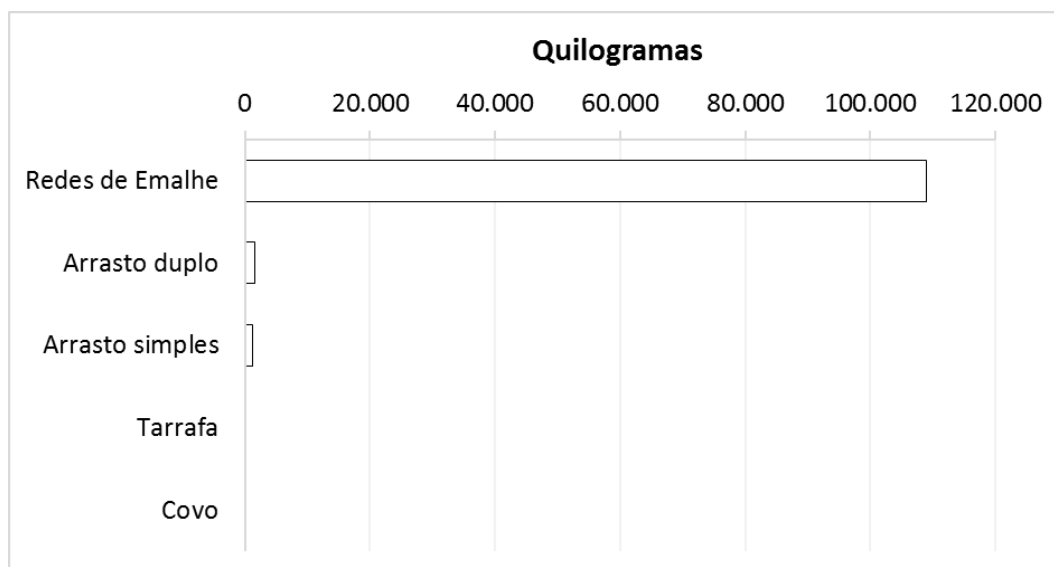 Quilogramas
0 20.000 40.000 60.000 80.000 100.000 120.000
Redes de Emalhe
Arrasto duplo
Arrasto simples
Tarrafa
Covo